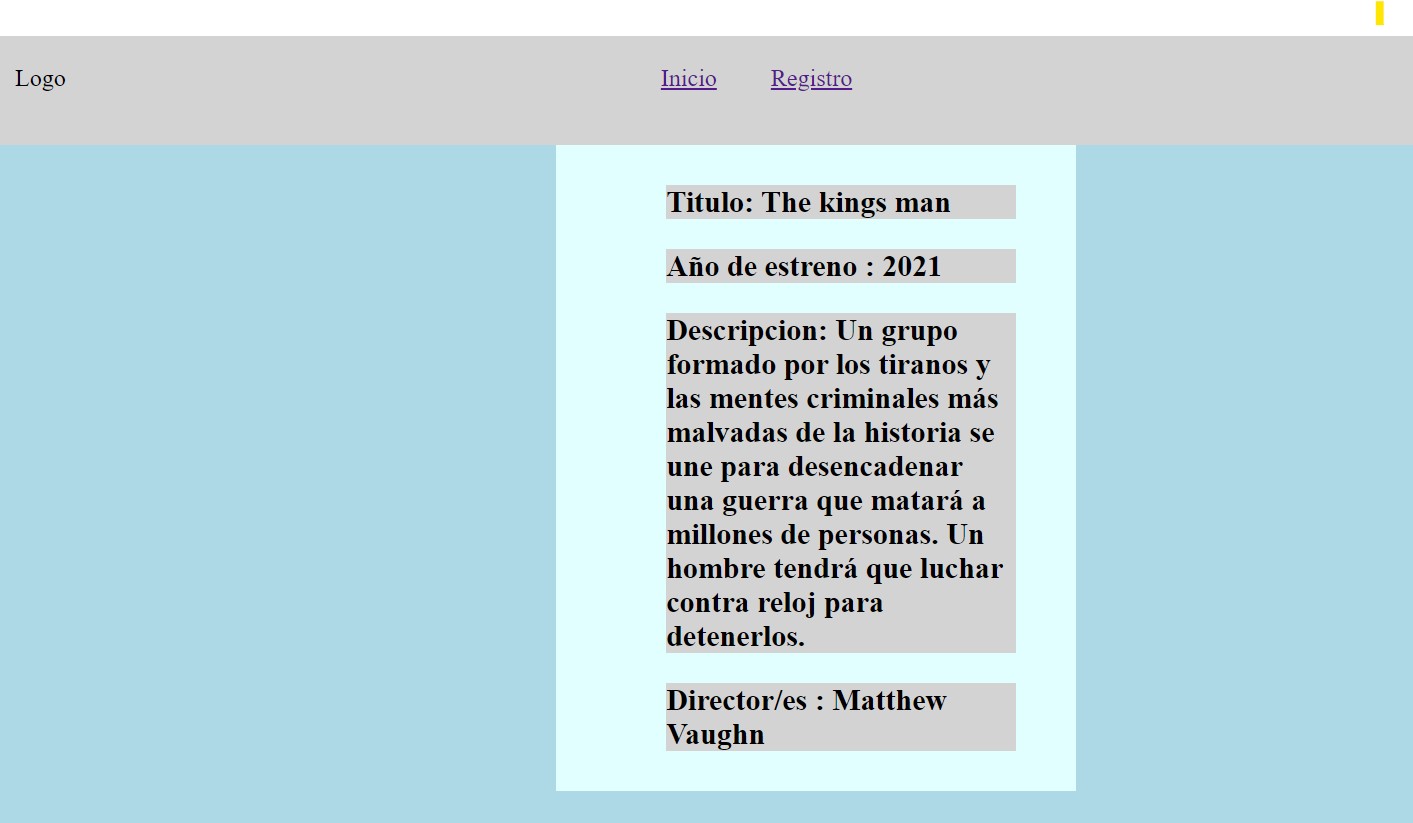 Logo
Inicio Registro
Titulo: The kings man
Año de estreno : 2021
Descripcion: Un grupo
formado por los tiranos y
las mentes criminales más
malvadas de la historia se
une para desencadenar
una guerra que matará a
millones de personas. Un
hombre tendrá que luchar
contra reloj para
detenerlos.
Director/es : Matthew
Vaughn